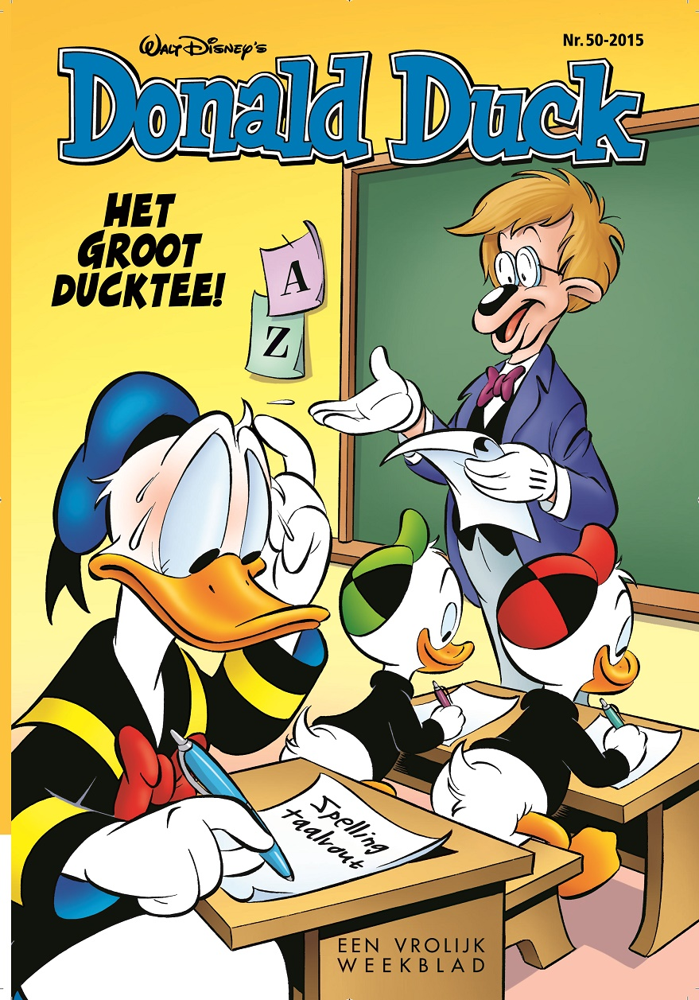 Walt Disney's
Nr. 50-2015
Donald Duck
HET
GROOT
DUCKTEE!
A
Z
Spelling
taalvout
EEN VROLIJK
WEEKBLAD